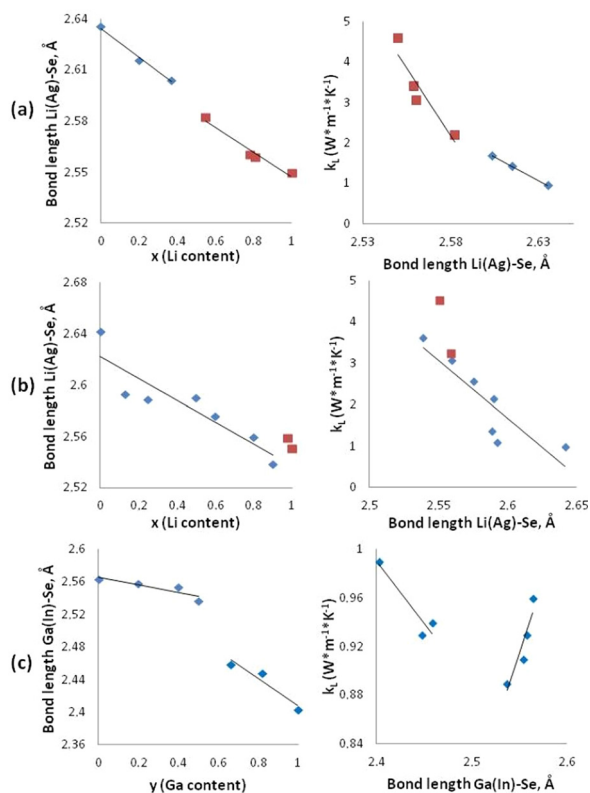 (a)
Bond length Li(Ag)-Se, Å
2.64
2.61
2.58
2.55
2.52
0 0.2 0.4 0.6 0.8 1
x (Li content)
k_L (W*m⁻¹*K⁻¹)
5
4
3
2
1
0
2.53 2.58 2.63
Bond length Li(Ag)-Se, Å
(b)
Bond length Li(Ag)-Se, Å
2.68
2.64
2.6
2.56
2.52
0 0.2 0.4 0.6 0.8 1
x (Li content)
k_L (W*m⁻¹*K⁻¹)
5
4
3
2
1
0
2.5 2.55 2.6 2.65
Bond length Li(Ag)-Se, Å
(c)
Bond length Ga(In)-Se, Å
2.6
2.56
2.52
2.48
2.44
2.4
2.36
0 0.2 0.4 0.6 0.8 1
y (Ga content)
k_L (W*m⁻¹*K⁻¹)
1
0.96
0.92
0.88
0.84
2.4 2.5 2.6
Bond length Ga(In)-Se, Å